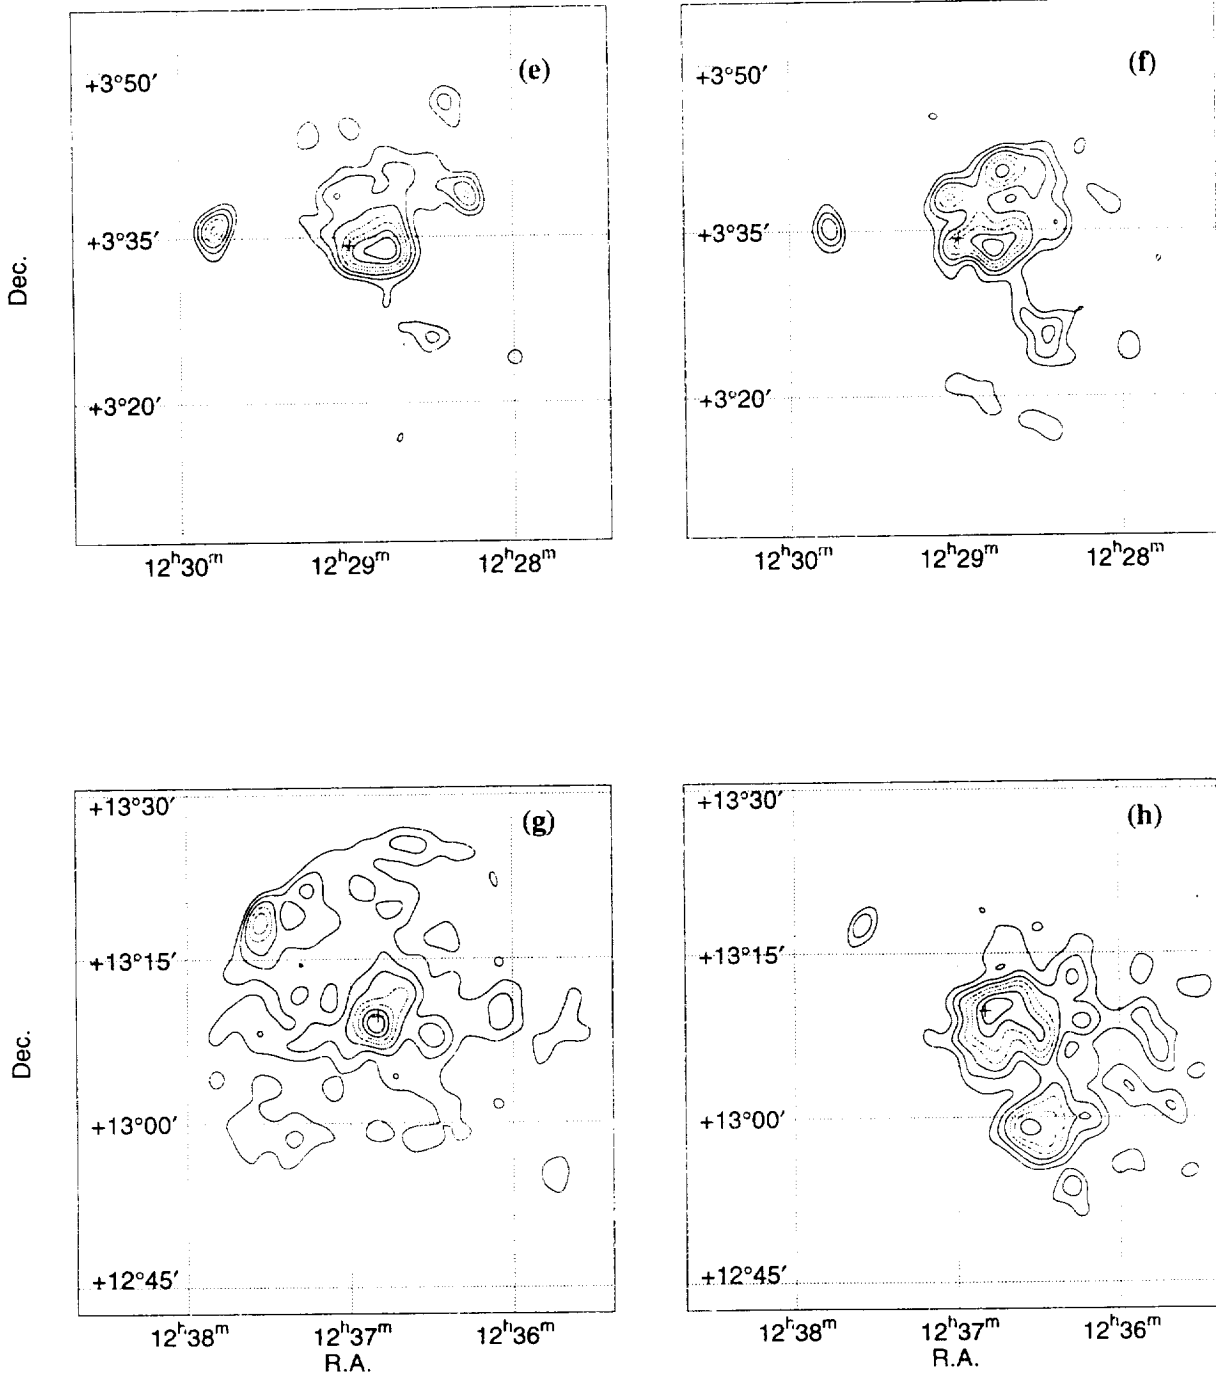 (e)
+3°50′
+3°35′
+3°20′
Dec.
12ʰ30ᵐ 12ʰ29ᵐ 12ʰ28ᵐ
(f)
+3°50′
+3°35′
+3°20′
12ʰ30ᵐ 12ʰ29ᵐ 12ʰ28ᵐ
(g)
+13°30′
+13°15′
+13°00′
+12°45′
Dec.
12ʰ38ᵐ 12ʰ37ᵐ 12ʰ36ᵐ
R.A.
(h)
+13°30′
+13°15′
+13°00′
+12°45′
12ʰ38ᵐ 12ʰ37ᵐ 12ʰ36ᵐ
R.A.